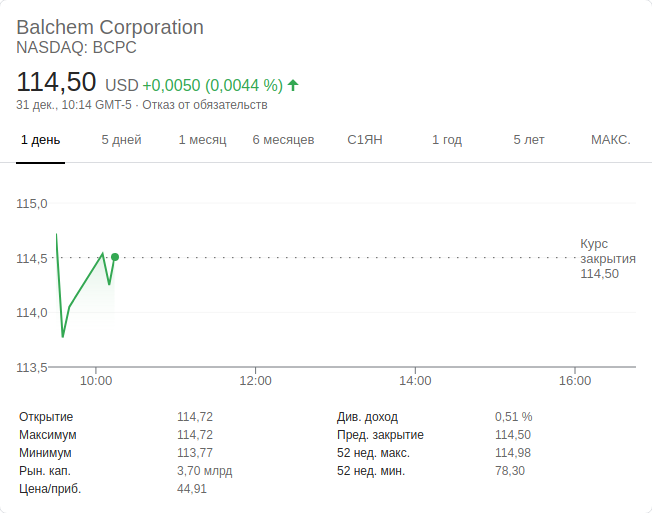 Balchem Corporation
NASDAQ: BCPC
114,50 USD +0,0050 (0,0044 %)
31 дек., 10:14 GMT-5 · Отказ от обязательств
1 день 5 дней 1 месяц 6 месяцев С1ЯН 1 год 5 лет МАКС.
115,0
114,5
114,0
113,5
Курс
закрытия
114,50
10:00 12:00 14:00 16:00
Открытие 114,72 Див. доход 0,51 %
Максимум 114,72 Пред. закрытие 114,50
Минимум 113,77 52 нед. макс. 114,98
Рын. кап. 3,70 млрд 52 нед. мин. 78,30
Цена/приб. 44,91